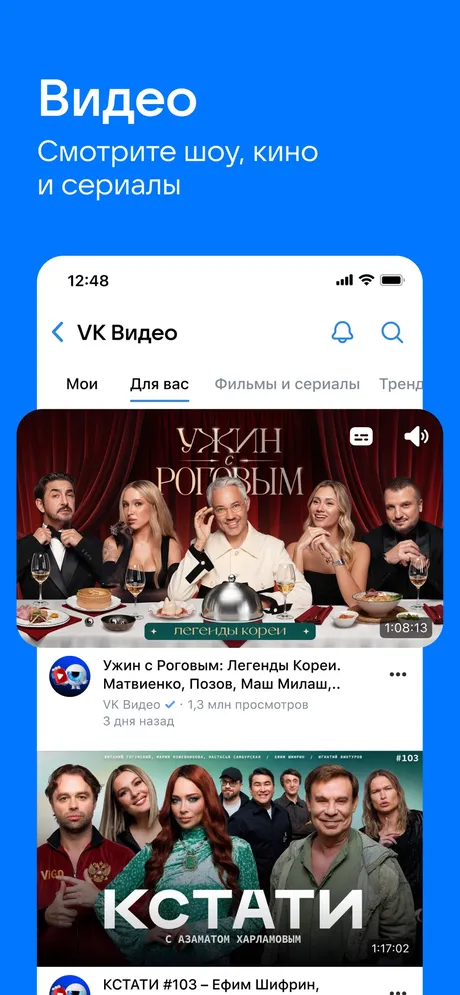 Видео
Смотрите шоу, кино
и сериалы
12:48
VK Видео
Мои
Для вас
Фильмы и сериалы
Тренд
УЖИН
С
РОГОВЫМ
легенды кореи
1:08:13
Ужин с Роговым: Легенды Кореи.
Матвиенко, Позов, Маш Милаш,..
VK Видео · 1,3 млн просмотров
3 дня назад
#103
VIGO
КСТАТИ
С АЗАМАТОМ ХАРЛАМОВЫМ
1:17:02
КСТАТИ #103 – Ефим Шифрин,